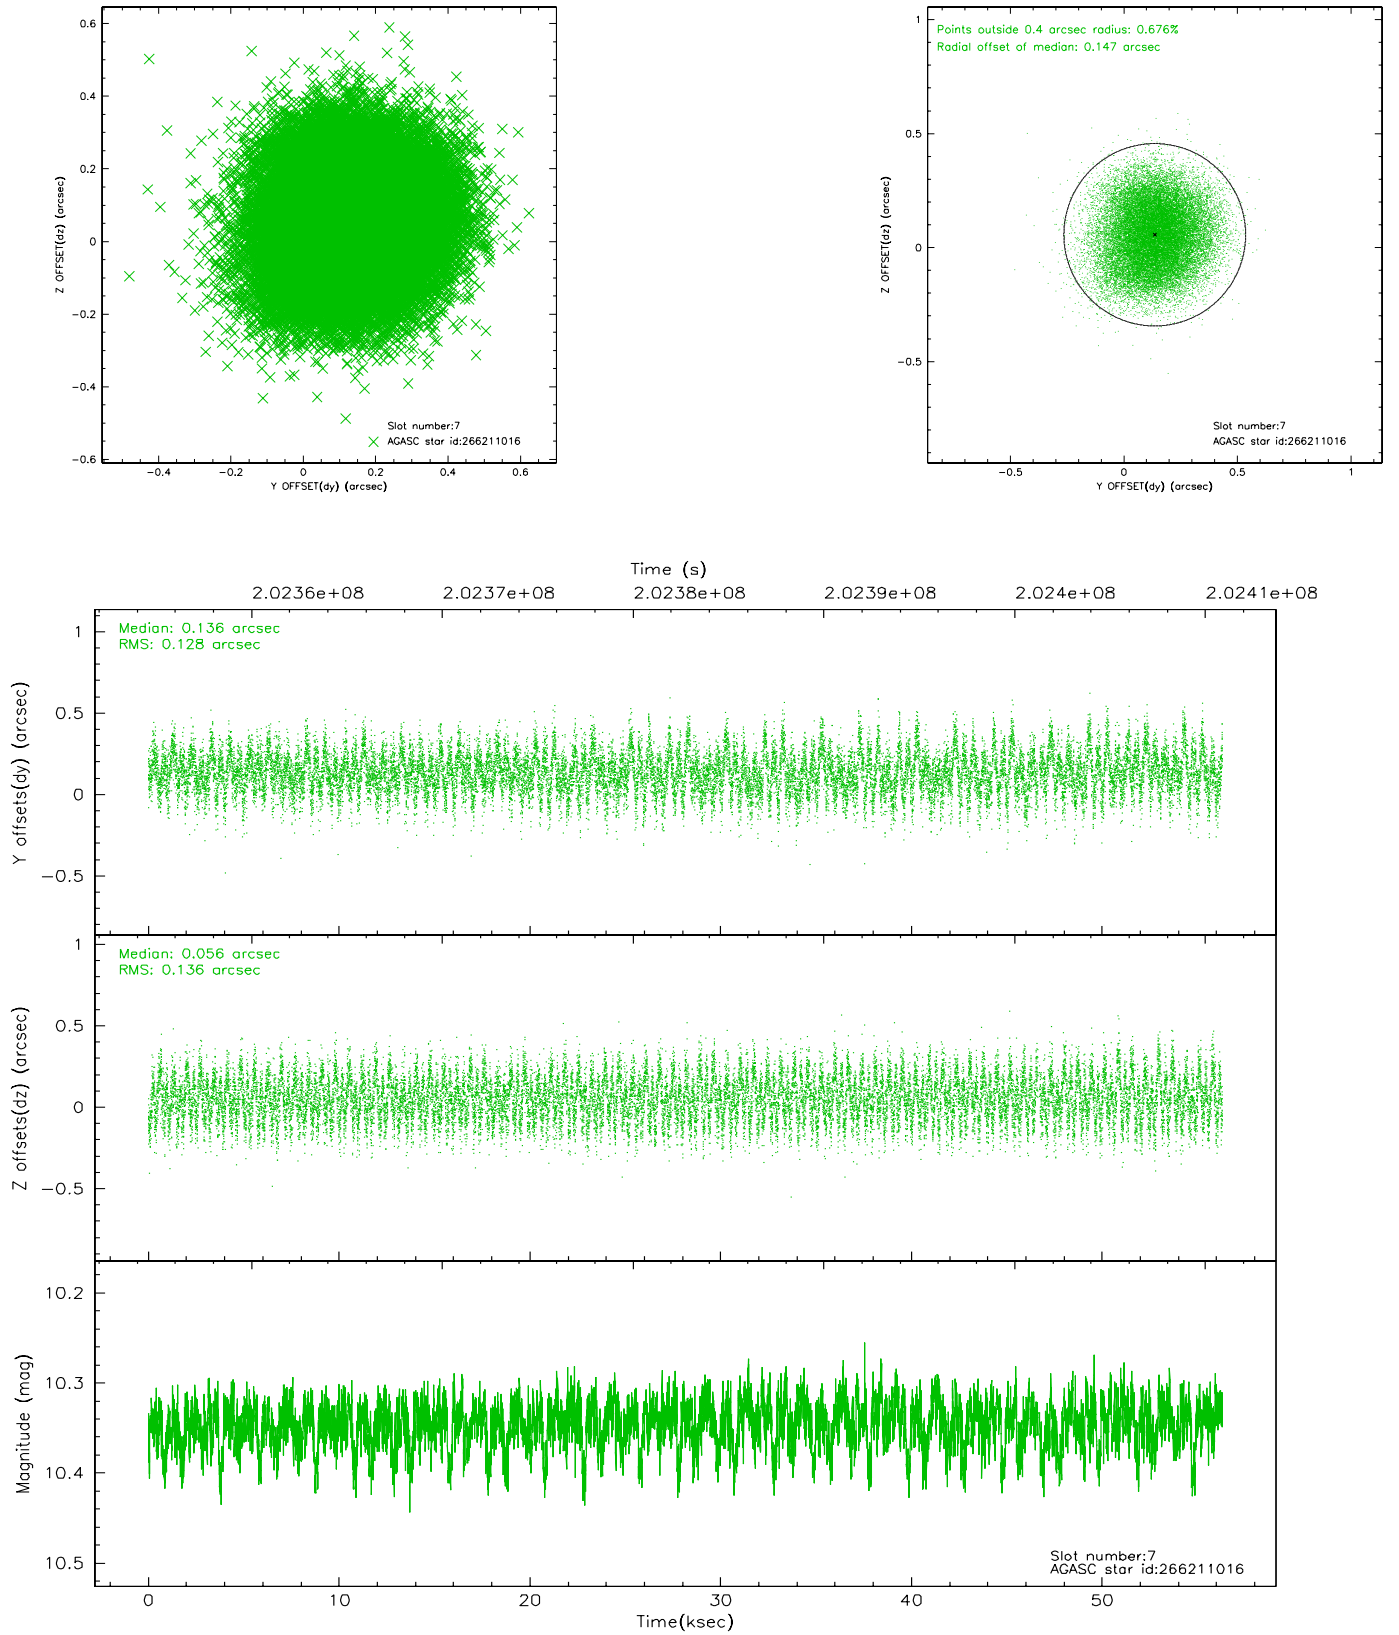 0.6
0.4
0.2
0
−0.2
−0.4
−0.6
Z OFFSET(dz) (arcsec)
−0.4 −0.2 0 0.2 0.4 0.6
Y OFFSET(dy) (arcsec)
Slot number:7
AGASC star id:266211016
Points outside 0.4 arcsec radius: 0.676%
Radial offset of median: 0.147 arcsec
1
0.5
0
−0.5
Z OFFSET(dz) (arcsec)
−0.5 0 0.5 1
Y OFFSET(dy) (arcsec)
Slot number:7
AGASC star id:266211016
Time (s)
2.0236e+08 2.0237e+08 2.0238e+08 2.0239e+08 2.024e+08 2.0241e+08
Median: 0.136 arcsec
RMS: 0.128 arcsec
1
0.5
0
−0.5
Y offsets(dy) (arcsec)
Median: 0.056 arcsec
RMS: 0.136 arcsec
1
0.5
0
−0.5
Z offsets(dz) (arcsec)
10.2
10.3
10.4
10.5
Magnitude (mag)
Slot number:7
AGASC star id:266211016
0 10 20 30 40 50
Time(ksec)